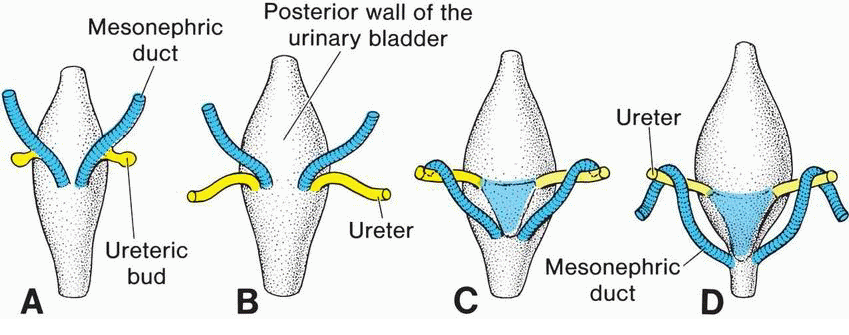 Mesonephric
duct
Posterior wall of the
urinary bladder
Ureter
Ureteric
bud
Ureter
Mesonephric
duct
A
B
C
D